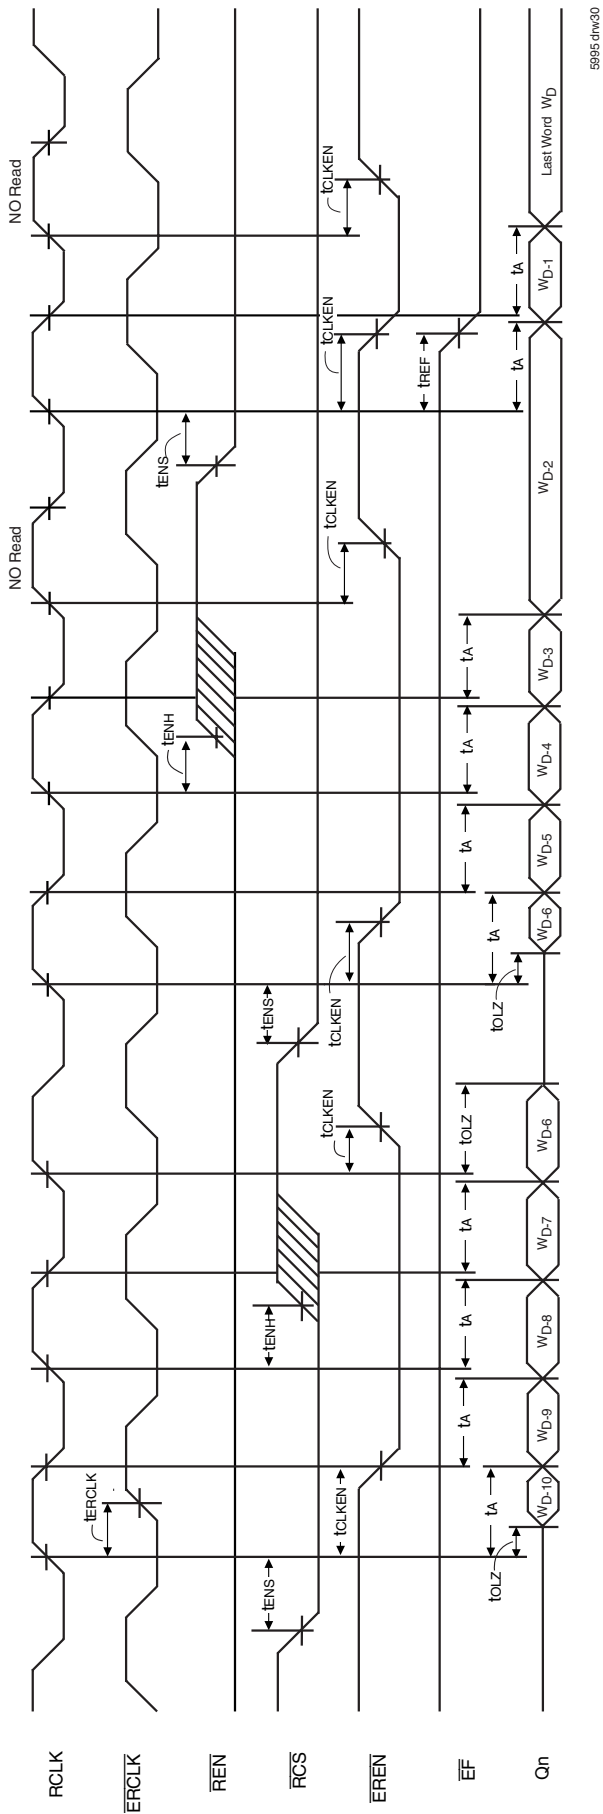 NO Read
NO Read
RCLK
tERCLK
ERCLK
tENH
tENS
REN
tENS
tENH
tENS
RCS
tCLKEN
tCLKEN
tCLKEN
tCLKEN
tCLKEN
tCLKEN
EREN
tREF
EF
tA
tA
tA
tOLZ
tA
tA
tA
tOLZ
tA
tA
tA
tOLZ
tA
tA
Qn
WD-10
WD-9
WD-8
WD-7
WD-6
WD-6
WD-5
WD-4
WD-3
WD-2
WD-1
Last Word WD
5995 drw30